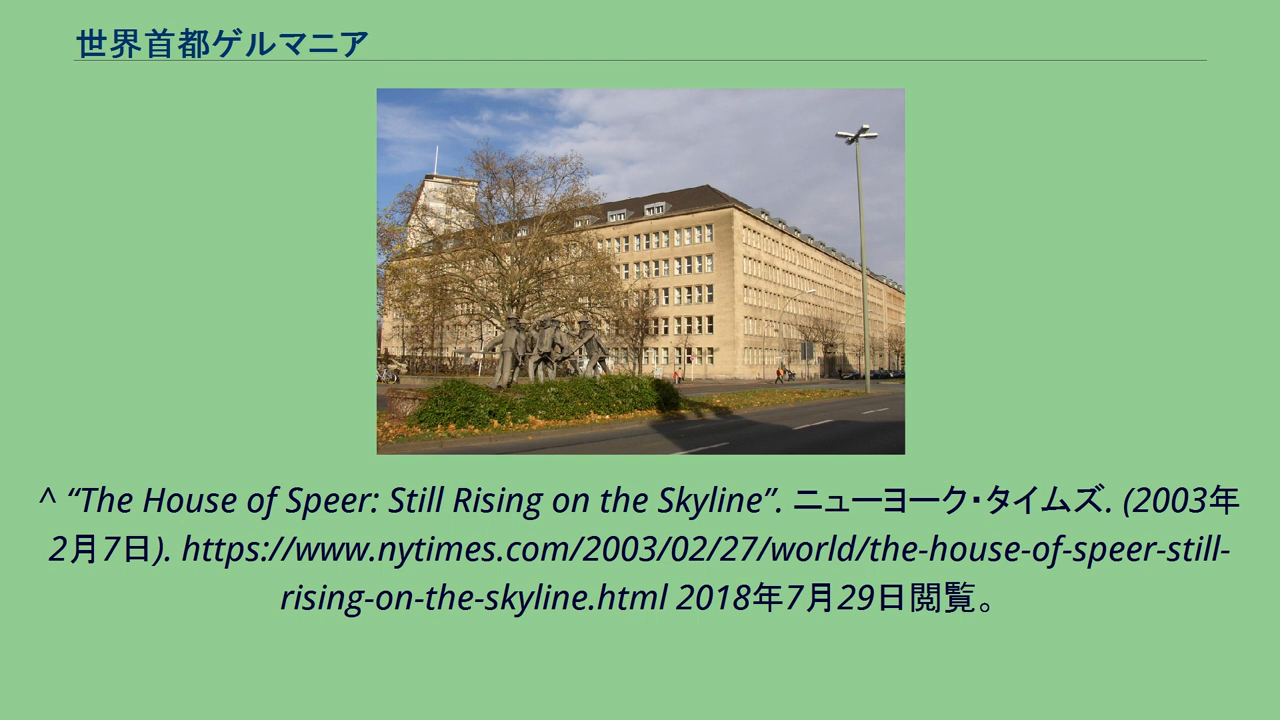 世界首都ゲルマニア
^ “The House of Speer: Still Rising on the Skyline”. ニューヨーク・タイムズ. (2003年
2月7日). https://www.nytimes.com/2003/02/27/world/the-house-of-speer-still-
rising-on-the-skyline.html 2018年7月29日閲覧。